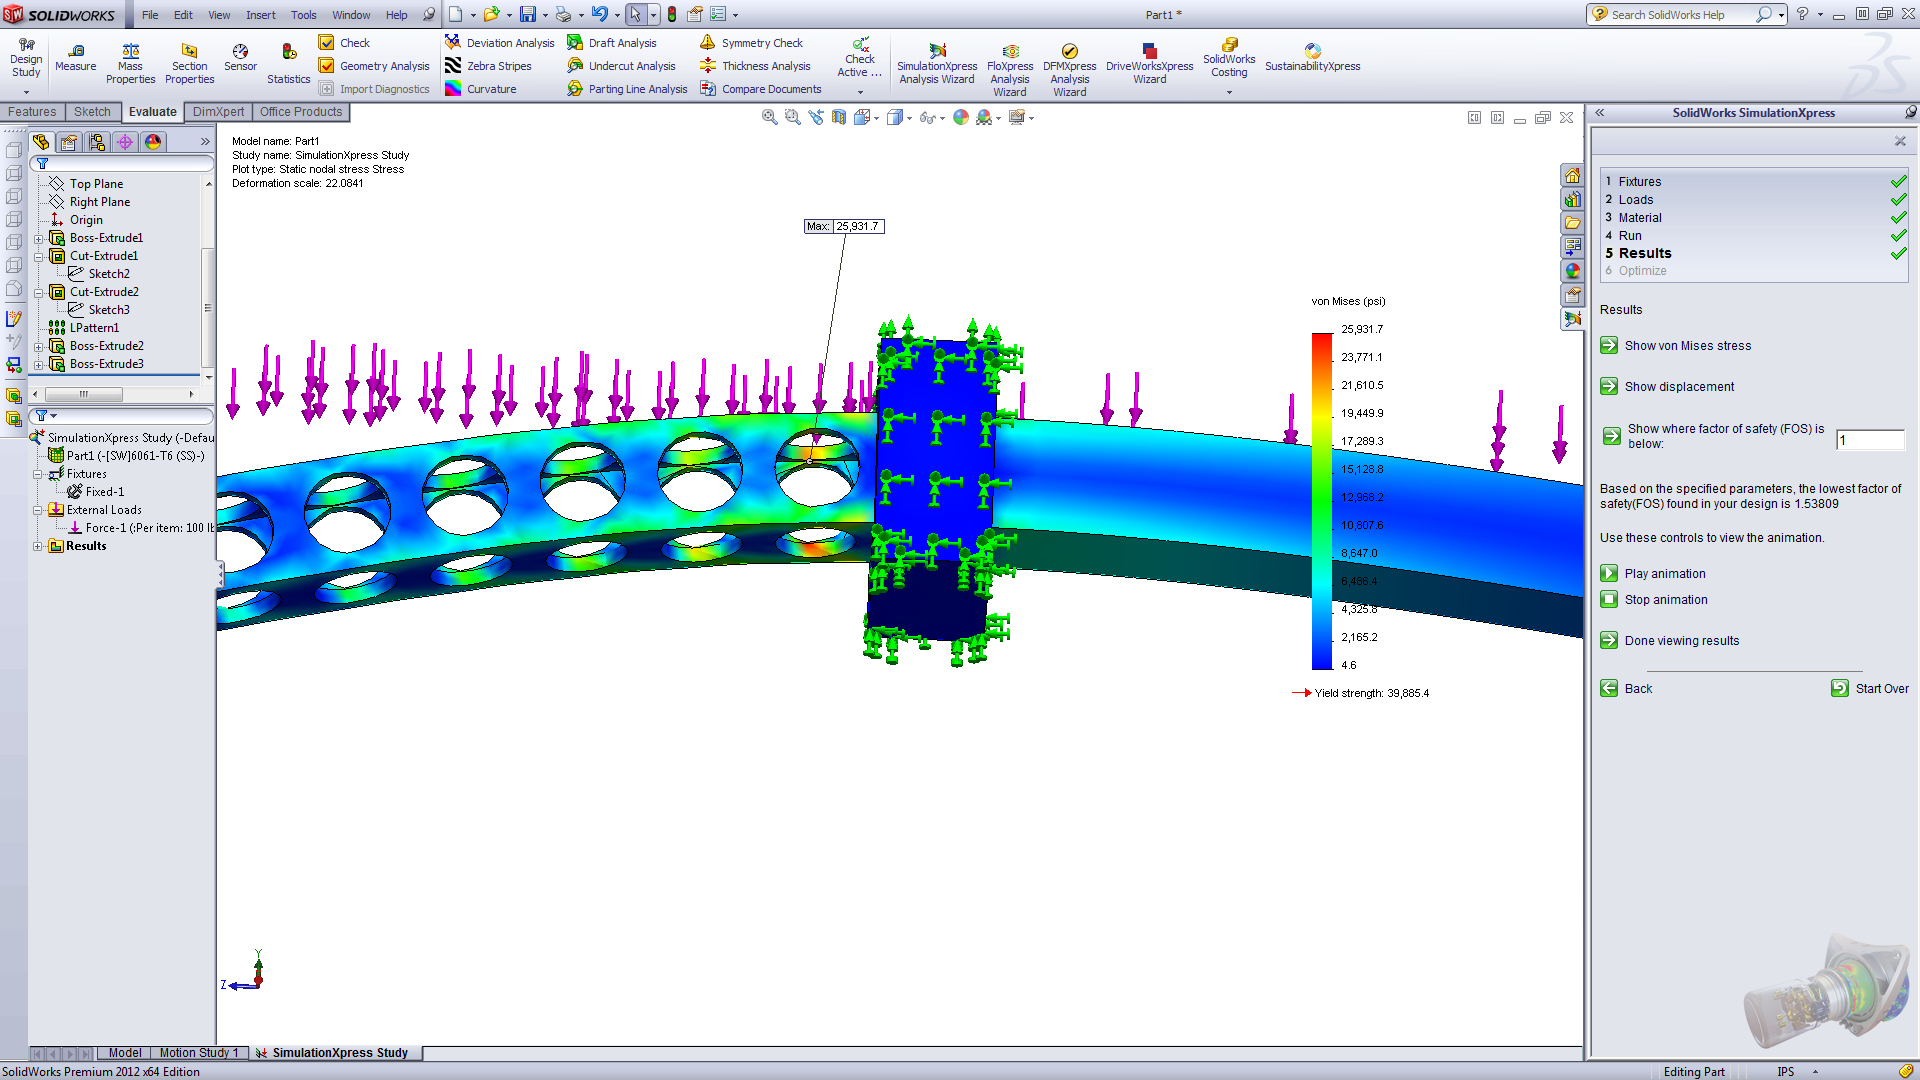 SOLIDWORKS
File Edit View Insert Tools Window Help
Part1 *
Search SolidWorks Help
Design Study
Measure
Mass Properties
Section Properties
Sensor
Statistics
Check
Geometry Analysis
Import Diagnostics
Deviation Analysis
Zebra Stripes
Curvature
Draft Analysis
Undercut Analysis
Parting Line Analysis
Symmetry Check
Thickness Analysis
Compare Documents
Check Active ...
SimulationXpress Analysis Wizard
FloXpress Analysis Wizard
DFMXpress Analysis Wizard
DriveWorksXpress Wizard
SolidWorks Costing
SustainabilityXpress
Features Sketch Evaluate DimXpert Office Products
Top Plane
Right Plane
Origin
Boss-Extrude1
Cut-Extrude1
Sketch2
Cut-Extrude2
Sketch3
LPattern1
Boss-Extrude2
Boss-Extrude3
SimulationXpress Study (-Defau
Part1 (-[SW]6061-T6 (SS)-)
Fixtures
Fixed-1
External Loads
Force-1 (:Per item: 100 lb
Results
Model name: Part1
Study name: SimulationXpress Study
Plot type: Static nodal stress Stress
Deformation scale: 22.0841
Max: 25,931.7
von Mises (psi)
25,931.7
23,771.1
21,610.5
19,449.9
17,289.3
15,128.8
12,968.2
10,807.6
8,647.0
6,486.4
4,325.8
2,165.2
4.6
Yield strength: 39,885.4
Y
Z
SolidWorks SimulationXpress
1 Fixtures
2 Loads
3 Material
4 Run
5 Results
6 Optimize
Results
Show von Mises stress
Show displacement
Show where factor of safety (FOS) is
below:
1
Based on the specified parameters, the lowest factor of
safety(FOS) found in your design is 1.53809
Use these controls to view the animation.
Play animation
Stop animation
Done viewing results
Back
Start Over
Model Motion Study 1 SimulationXpress Study
SolidWorks Premium 2012 x64 Edition
Editing Part
IPS